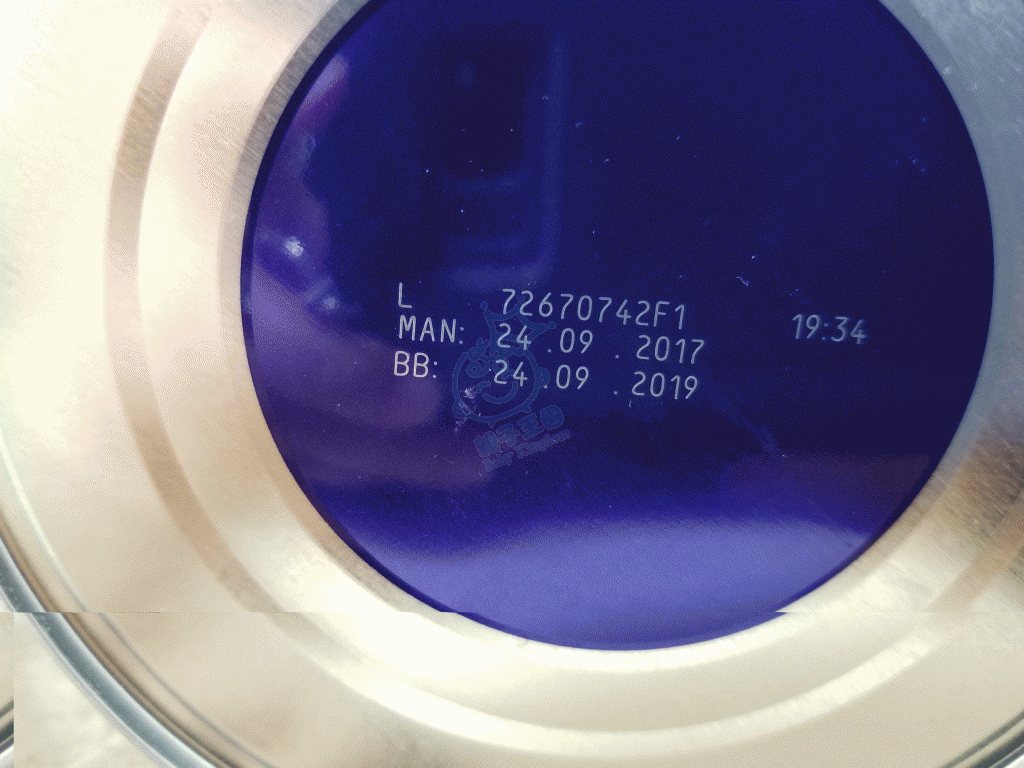 L 72670742F1
MAN: 24 .09 . 2017 19:34
BB: 24 .09 . 2019